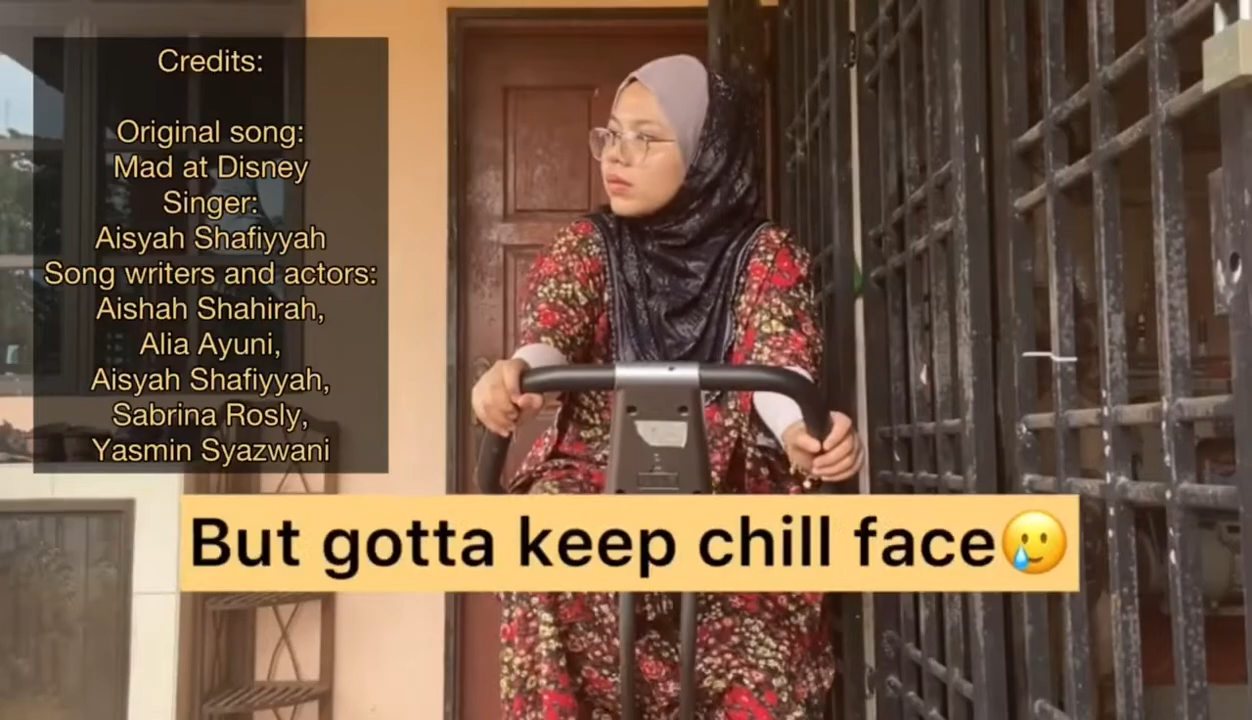 Credits:
Original song:
Mad at Disney
Singer:
Aisyah Shafiyyah
Song writers and actors:
Aishah Shahirah,
Alia Ayuni,
Aisyah Shafiyyah,
Sabrina Rosly,
Yasmin Syazwani
But gotta keep chill face🥲